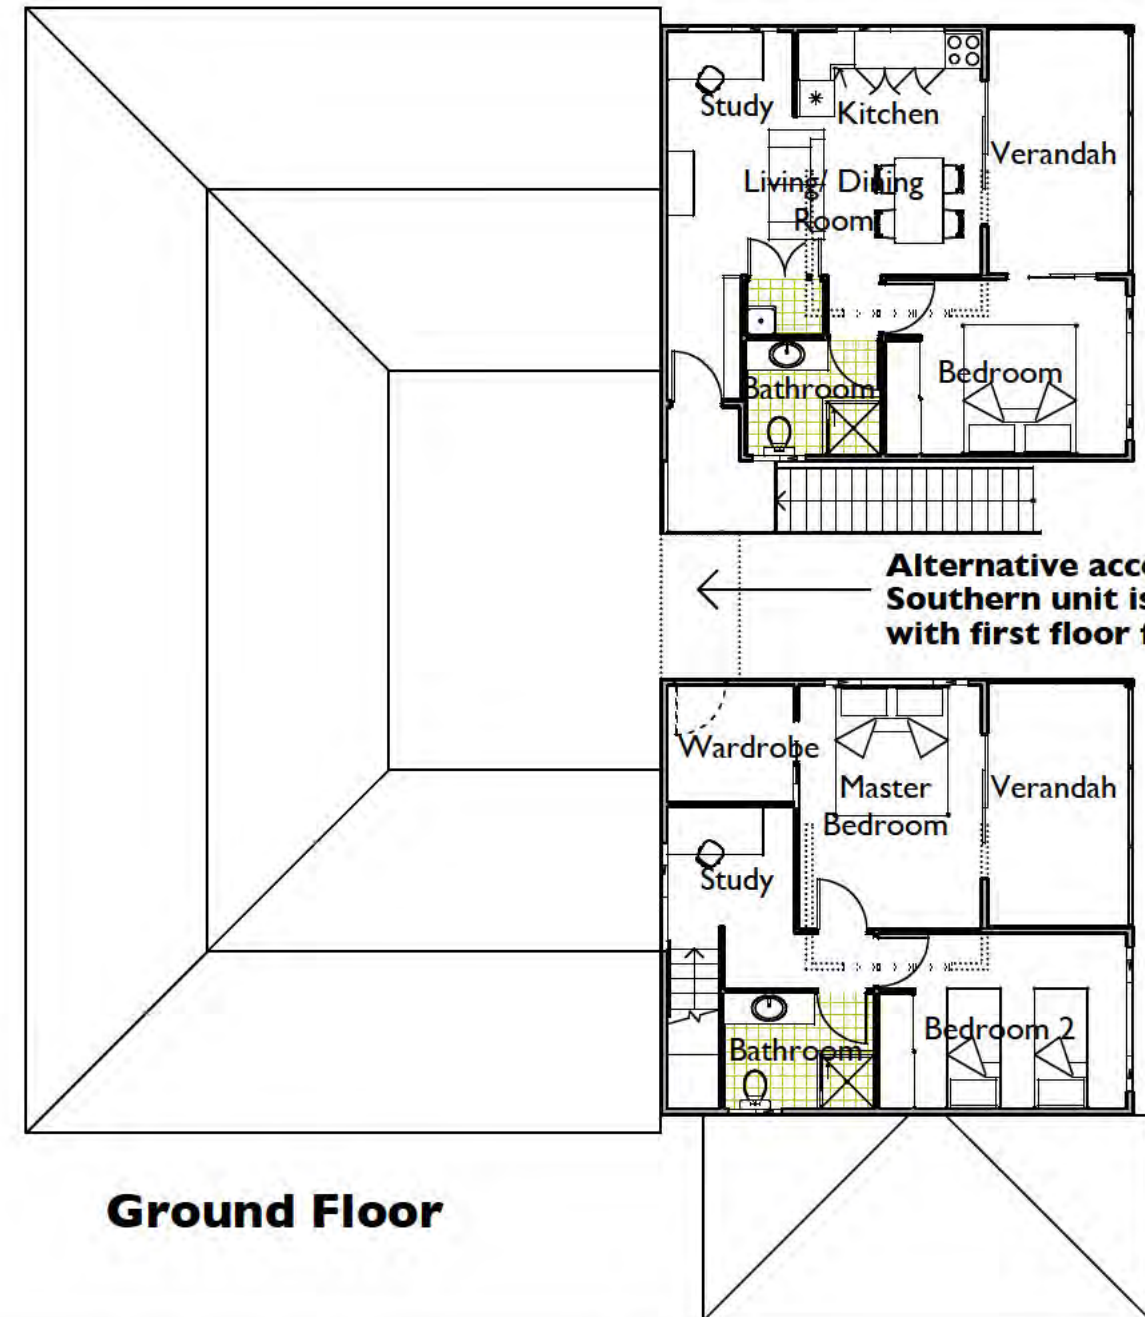 Study
Kitchen
Verandah
Living/ Dining
Room
Bedroom
Bathroom
Alternative acc
Southern unit is
with first floor f
Wardrobe
Master
Bedroom
Verandah
Study
Bedroom 2
Bathroom
Ground Floor